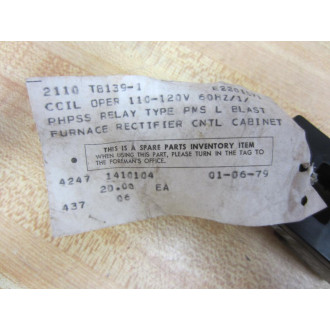 2110 T8139-1
COIL OPER 110-120V 60HZ/1/
PHPSS RELAY TYPE PMS L BLAST
FURNACE RECTIFIER CNTL CABINET
THIS IS A SPARE PARTS INVENTORY ITEM
WHEN USING THIS PART, PLEASE TURN IN THE TAG TO
THE FOREMAN'S OFFICE.
4247 1410104 01-06-79
20.00 EA
437 00